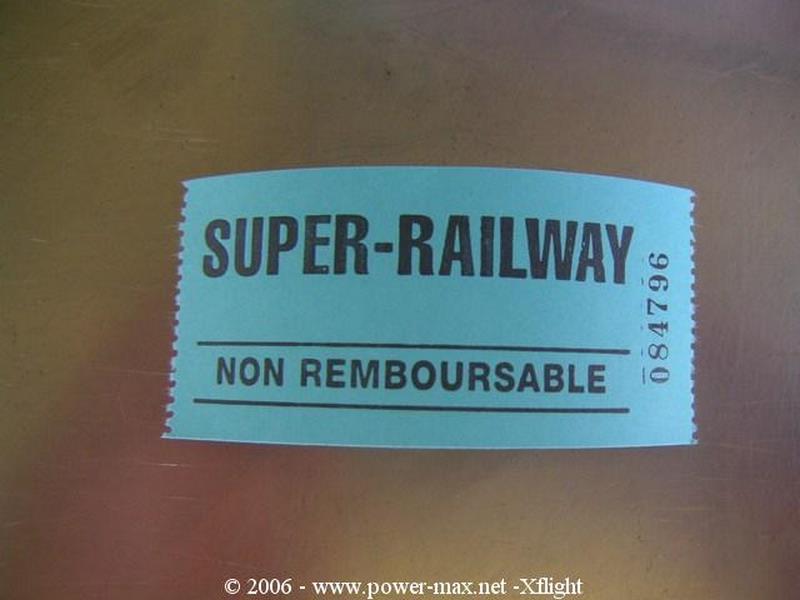 SUPER-RAILWAY
NON REMBOURSABLE
084796
© 2006 - www.power-max.net -Xflight